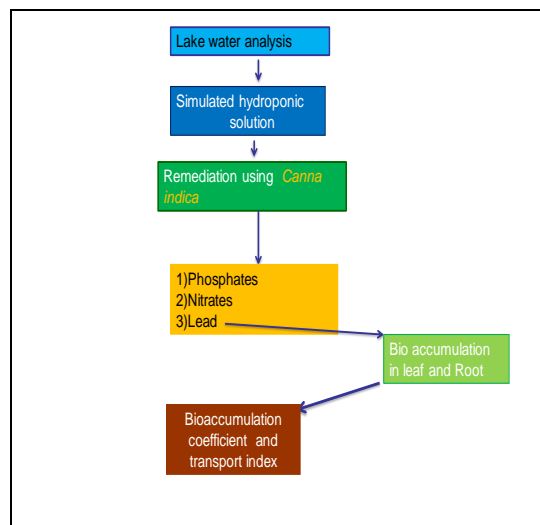 Lake water analysis
Simulated hydroponic
solution
Remediation using Canna
indica
1)Phosphates
2)Nitrates
3)Lead
Bio accumulation
in leaf and Root
Bioaccumulation
coefficient and
transport index